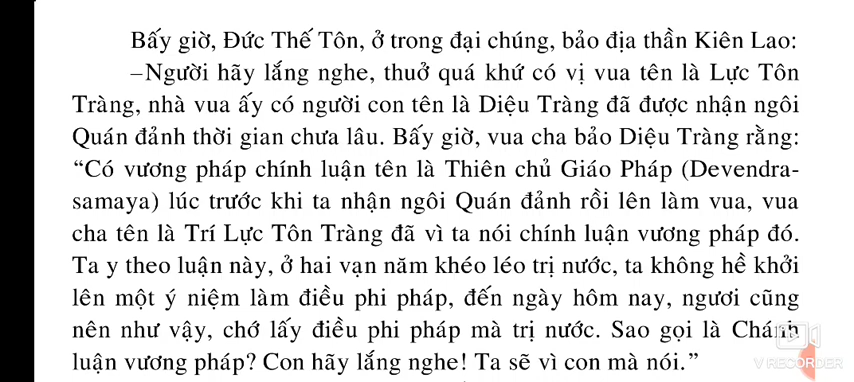 Bấy giờ, Đức Thế Tôn, ở trong đại chúng, bảo địa thần Kiên Lao:
–Người hãy lắng nghe, thuở quá khứ có vị vua tên là Lực Tôn
Tràng, nhà vua ấy có người con tên là Diệu Tràng đã được nhận ngôi
Quán đảnh thời gian chưa lâu. Bấy giờ, vua cha bảo Diệu Tràng rằng:
“Có vương pháp chính luận tên là Thiên chủ Giáo Pháp (Devendra-
samaya) lúc trước khi ta nhận ngôi Quán đảnh rồi lên làm vua, vua
cha tên là Trí Lực Tôn Tràng đã vì ta nói chính luận vương pháp đó.
Ta y theo luận này, ở hai vạn năm khéo léo trị nước, ta không hề khởi
lên một ý niệm làm điều phi pháp, đến ngày hôm nay, ngươi cũng
nên như vậy, chớ lấy điều phi pháp mà trị nước. Sao gọi là Chánh
luận vương pháp? Con hãy lắng nghe! Ta sẽ vì con mà nói.”
V RECORDER